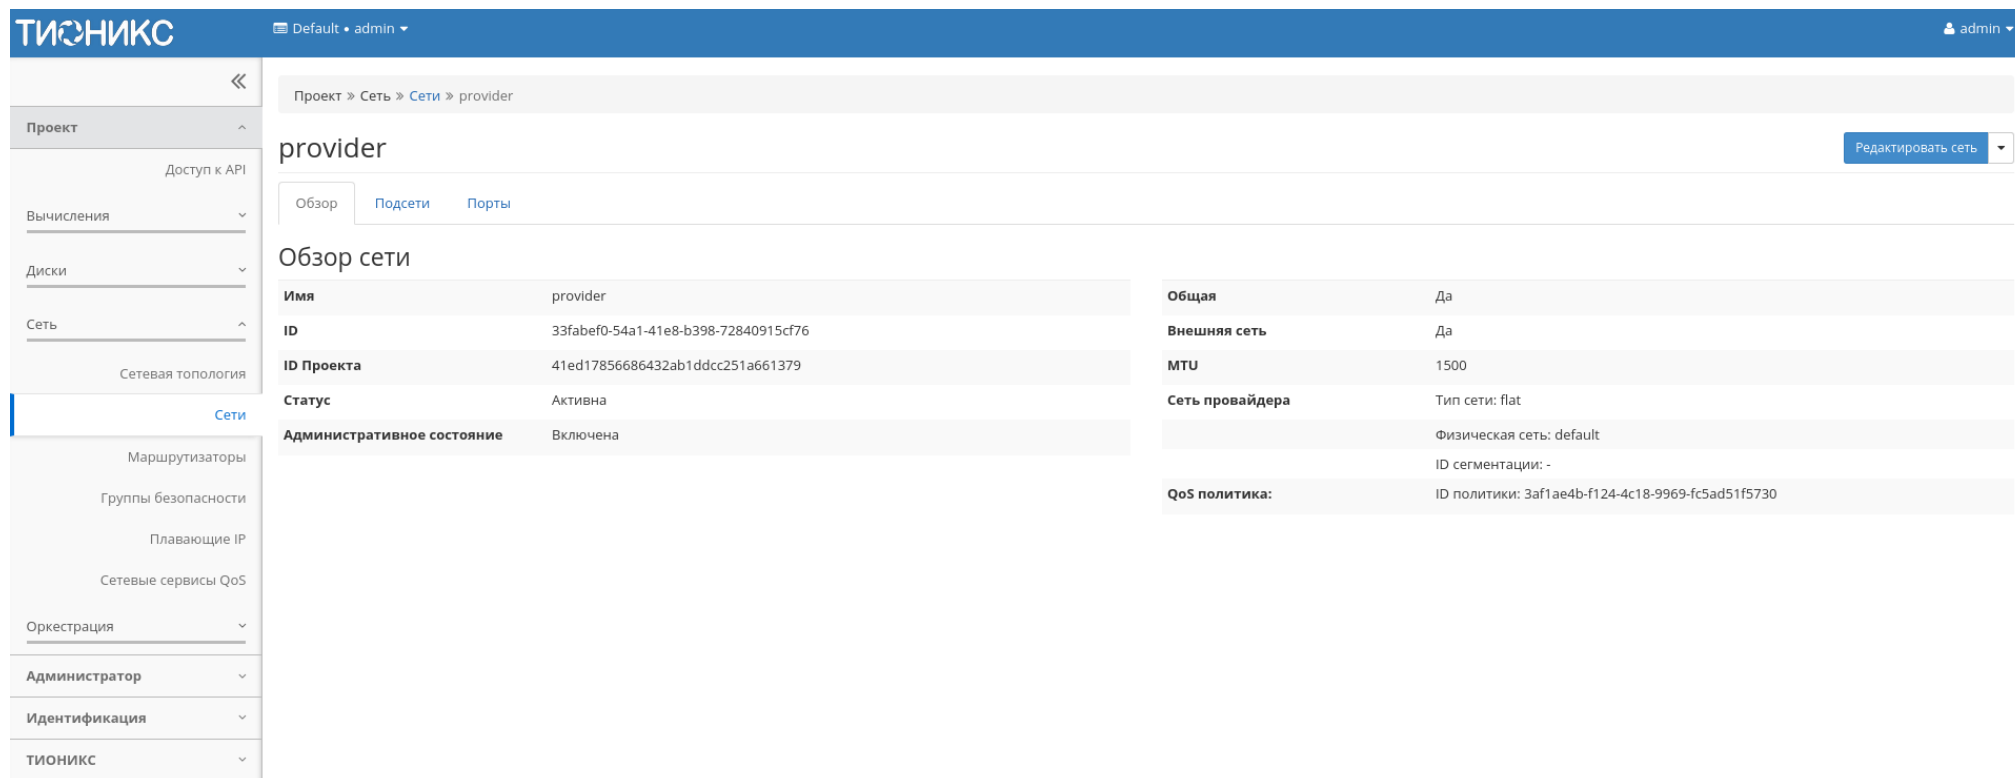 ТИОНИКС
Default • admin
admin
Проект » Сеть » Сети » provider
Проект
Доступ к API
Вычисления
Диски
Сеть
Сетевая топология
Сети
Маршрутизаторы
Группы безопасности
Плавающие IP
Сетевые сервисы QoS
Оркестрация
Администратор
Идентификация
ТИОНИКС
provider
Редактировать сеть
Обзор Подсети Порты
Обзор сети
Имя provider
ID 33fabef0-54a1-41e8-b398-72840915cf76
ID Проекта 41ed17856686432ab1ddcc251a661379
Статус Активна
Административное состояние Включена
Общая Да
Внешняя сеть Да
MTU 1500
Сеть провайдера Тип сети: flat
Физическая сеть: default
ID сегментации: -
QoS политика: ID политики: 3af1ae4b-f124-4c18-9969-fc5ad51f5730